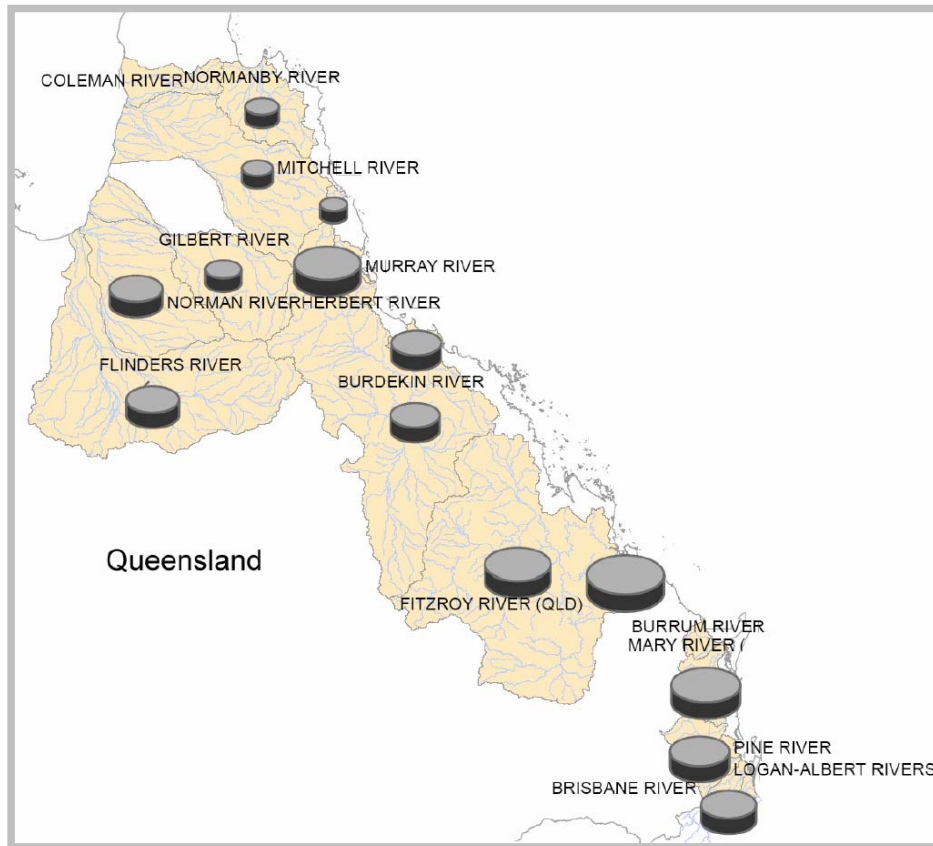 COLEMAN RIVER NORMANBY RIVER
MITCHELL RIVER
GILBERT RIVER
MURRAY RIVER
NORMAN RIVER HERBERT RIVER
FLINDERS RIVER
BURDEKIN RIVER
Queensland
FITZROY RIVER (QLD)
BURRUM RIVER
MARY RIVER
PINE RIVER
LOGAN-ALBERT RIVERS
BRISBANE RIVER